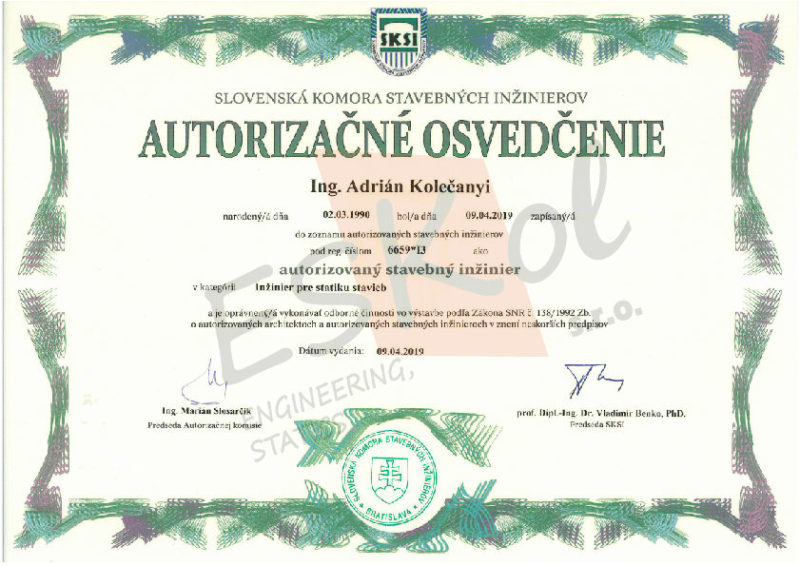 SKSI
SLOVENSKÁ KOMORA STAVEBNÝCH INŽINIEROV
AUTORIZAČNÉ OSVEDČENIE
Ing. Adrián Kolečanyi
narodený/á dňa 02.03.1990 bol/a dňa 09.04.2019 zapísaný/á
do zoznamu autorizovaných stavebných inžinierov
pod reg. číslom 6659*I3 ako
autorizovaný stavebný inžinier
v kategórii Inžinier pre statiku stavieb
a je oprávnený/á vykonávať odborné činnosti vo výstavbe podľa Zákona SNR č. 138/1992 Zb.
o autorizovaných architektoch a autorizovaných stavebných inžinieroch v znení neskorších predpisov
Dátum vydania: 09.04.2019
Ing. Marián Slosarčík
Predseda Autorizačnej komisie
prof. Dipl.-Ing. Dr. Vladimír Benko, PhD.
Predseda SKSI
SLOVENSKÁ KOMORA STAVEBNÝCH INŽINIEROV
* BRATISLAVA *
ESKol
s.r.o.
ENGINEERING,